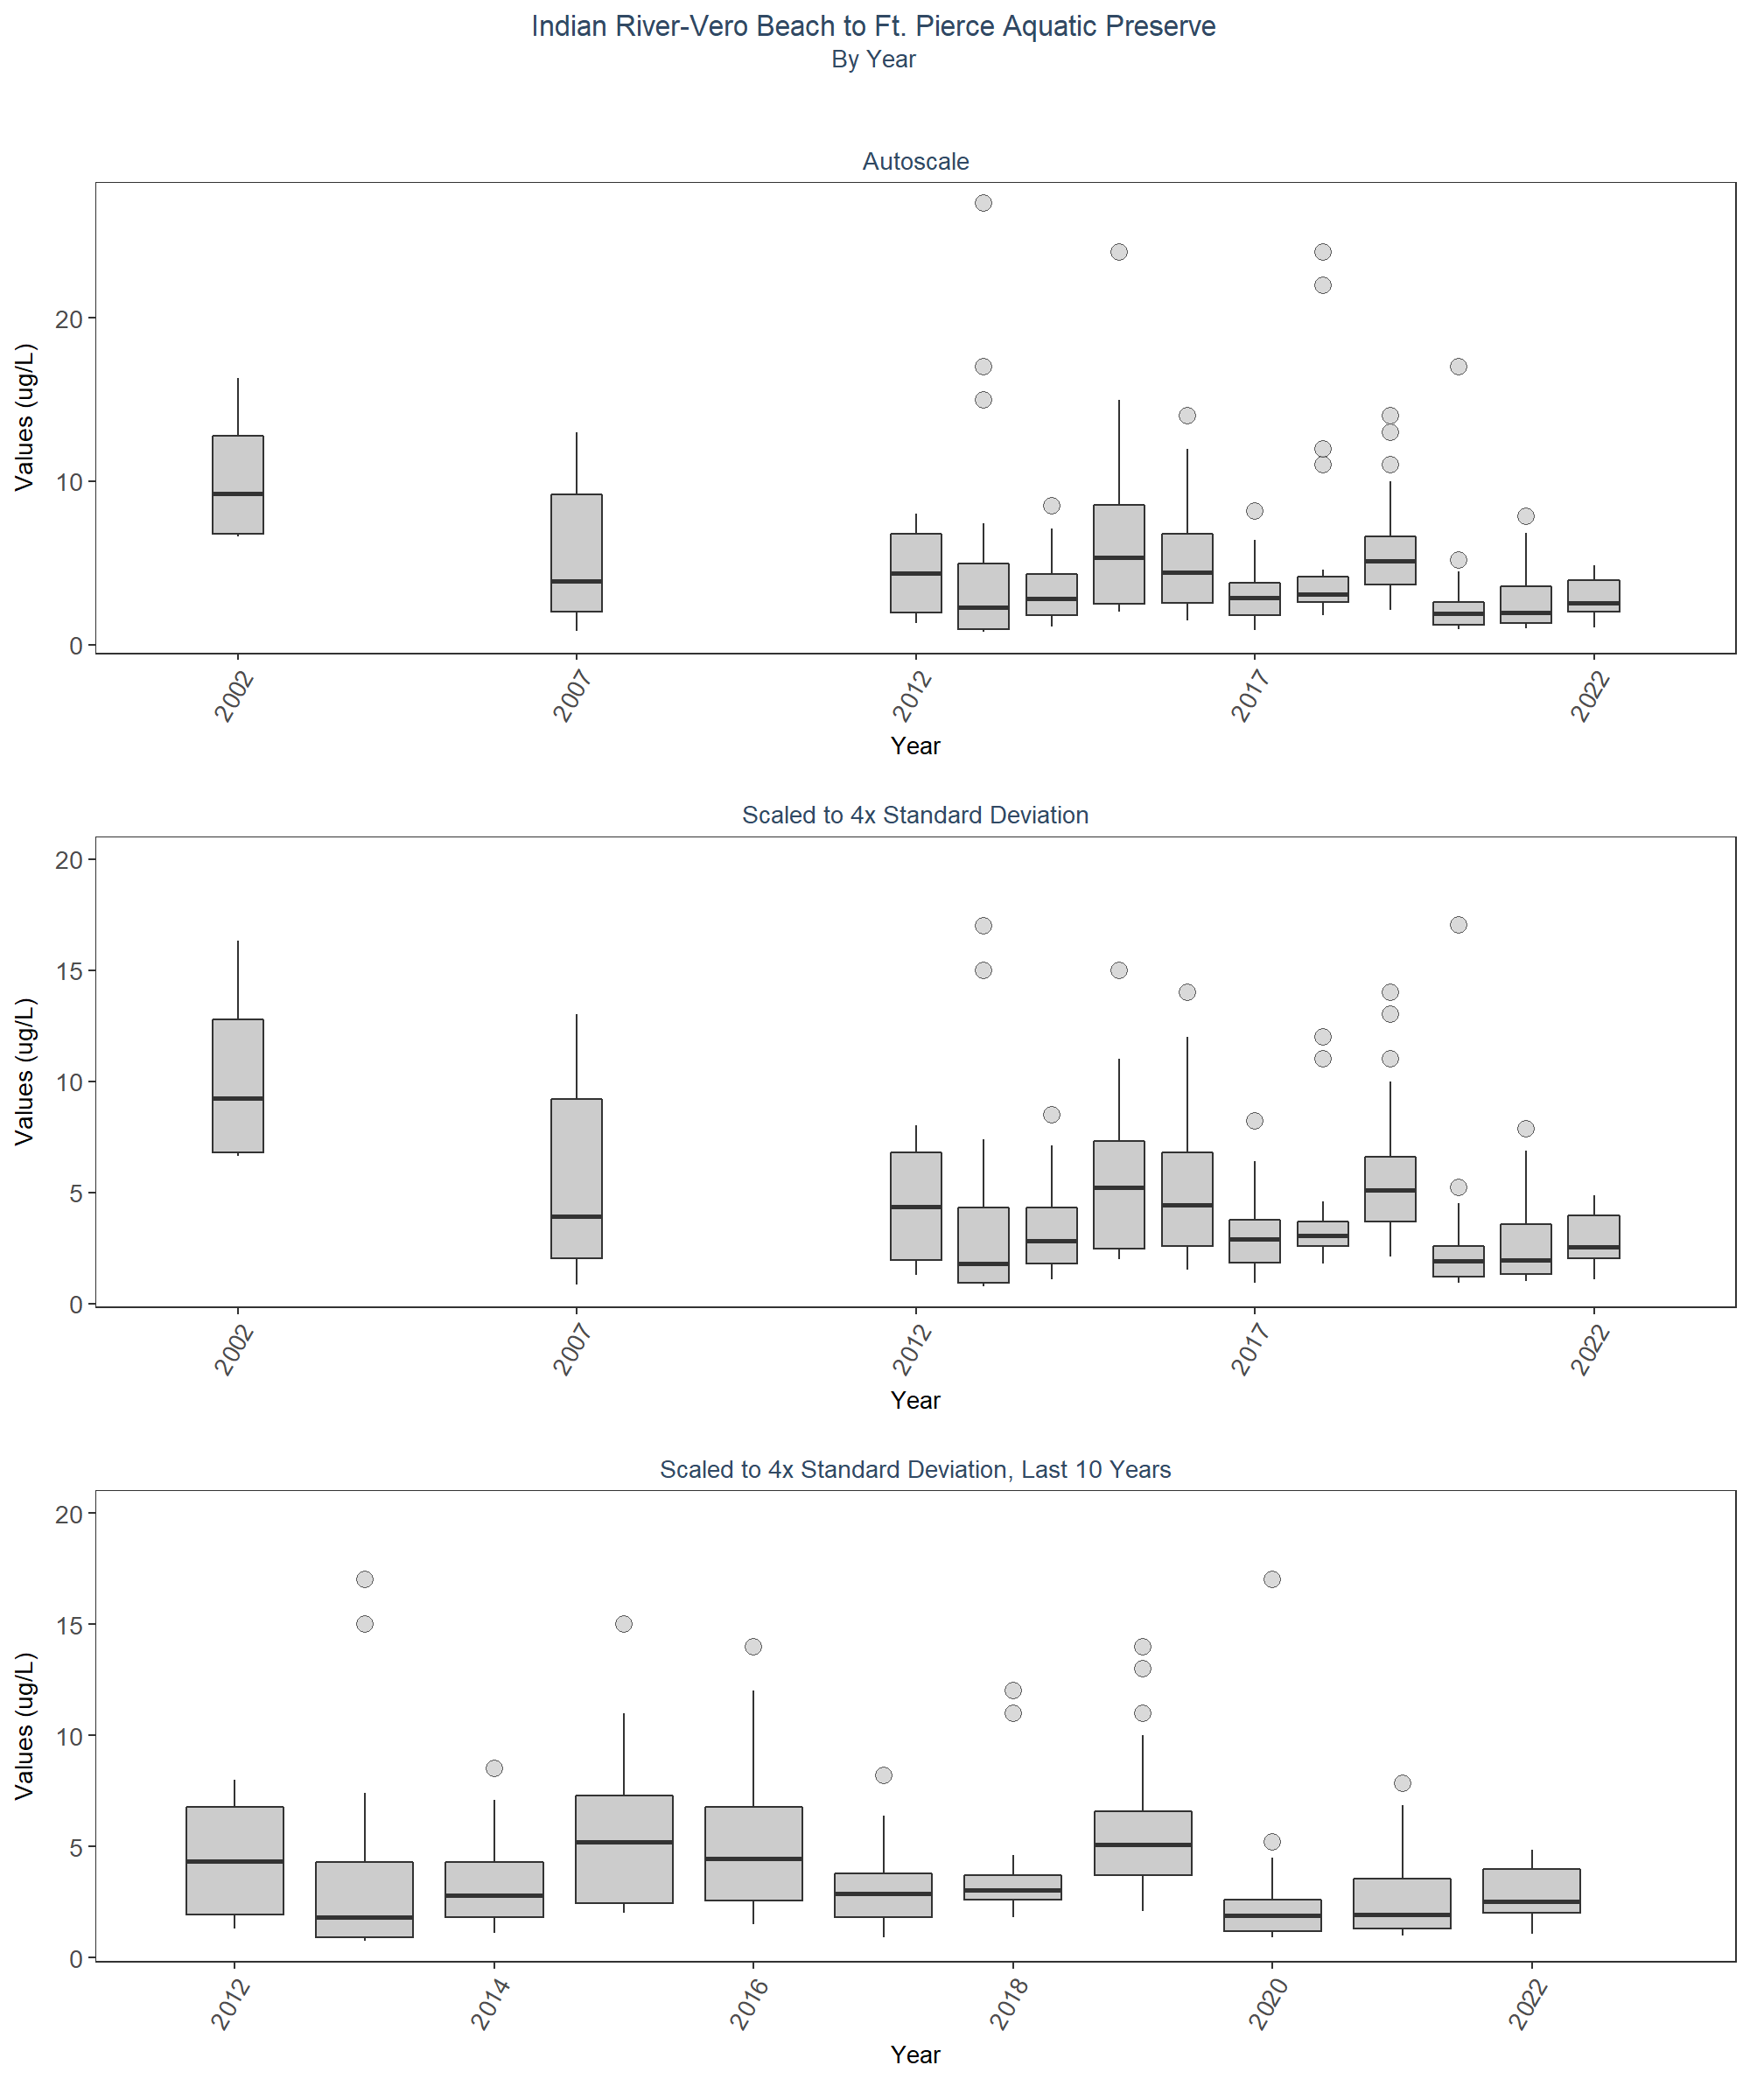 Indian River-Vero Beach to Ft. Pierce Aquatic Preserve
By Year
Autoscale
Values (ug/L)
20
10
0
2002 2007 2012 2017 2022
Year
Scaled to 4x Standard Deviation
Values (ug/L)
20
15
10
5
0
2002 2007 2012 2017 2022
Year
Scaled to 4x Standard Deviation, Last 10 Years
Values (ug/L)
20
15
10
5
0
2012 2014 2016 2018 2020 2022
Year